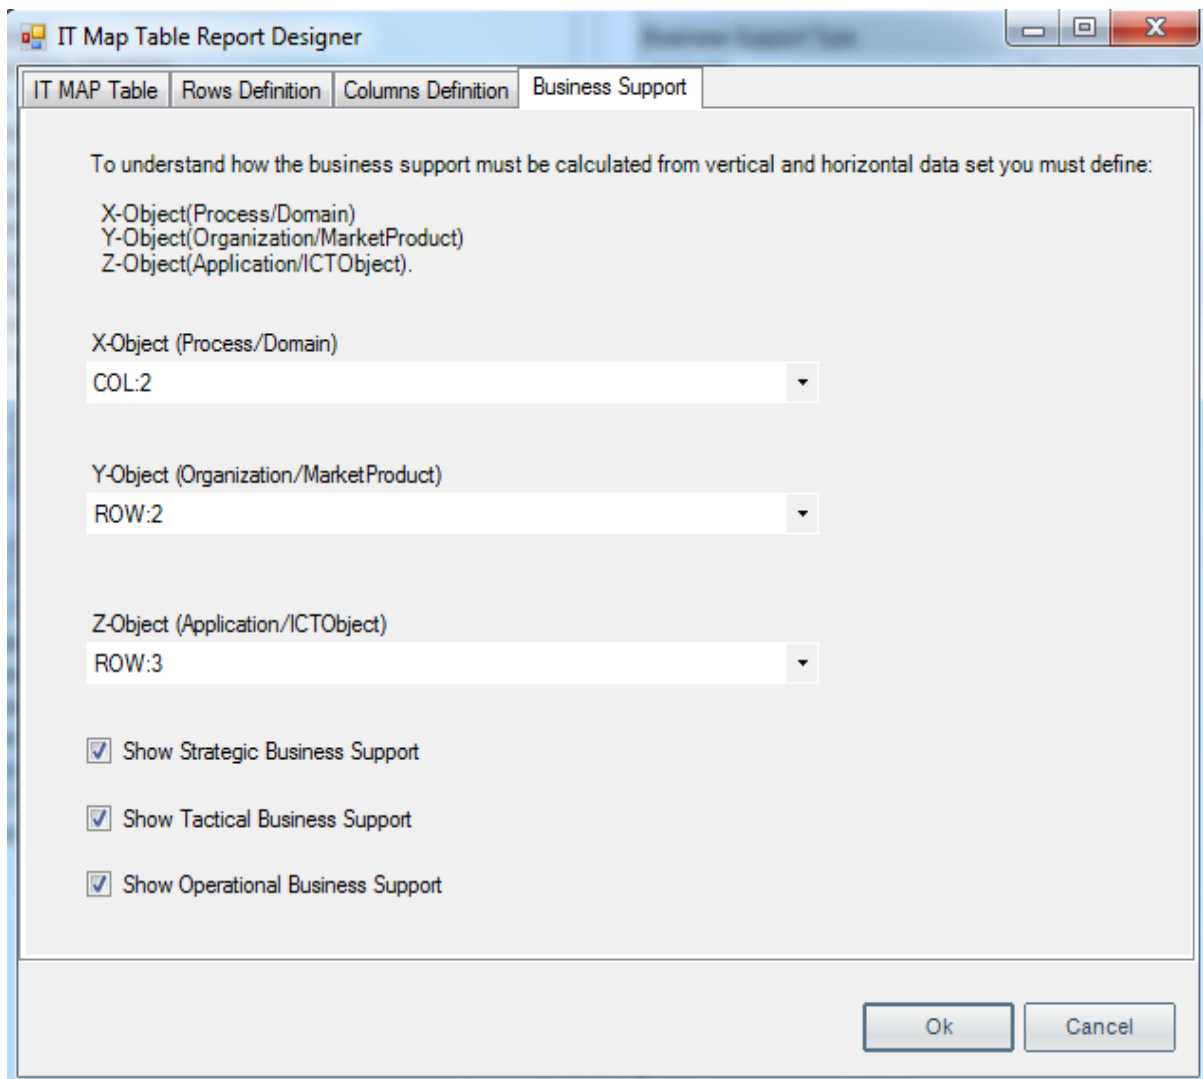 IT Map Table Report Designer
Business Support Type
IT MAP Table
Rows Definition
Columns Definition
Business Support
To understand how the business support must be calculated from vertical and horizontal data set you must define:
X-Object(Process/Domain)
Y-Object(Organization/MarketProduct)
Z-Object(Application/ICTObject).
X-Object (Process/Domain)
COL:2
Y-Object (Organization/MarketProduct)
ROW:2
Z-Object (Application/ICTObject)
ROW:3
Show Strategic Business Support
Show Tactical Business Support
Show Operational Business Support
Ok
Cancel